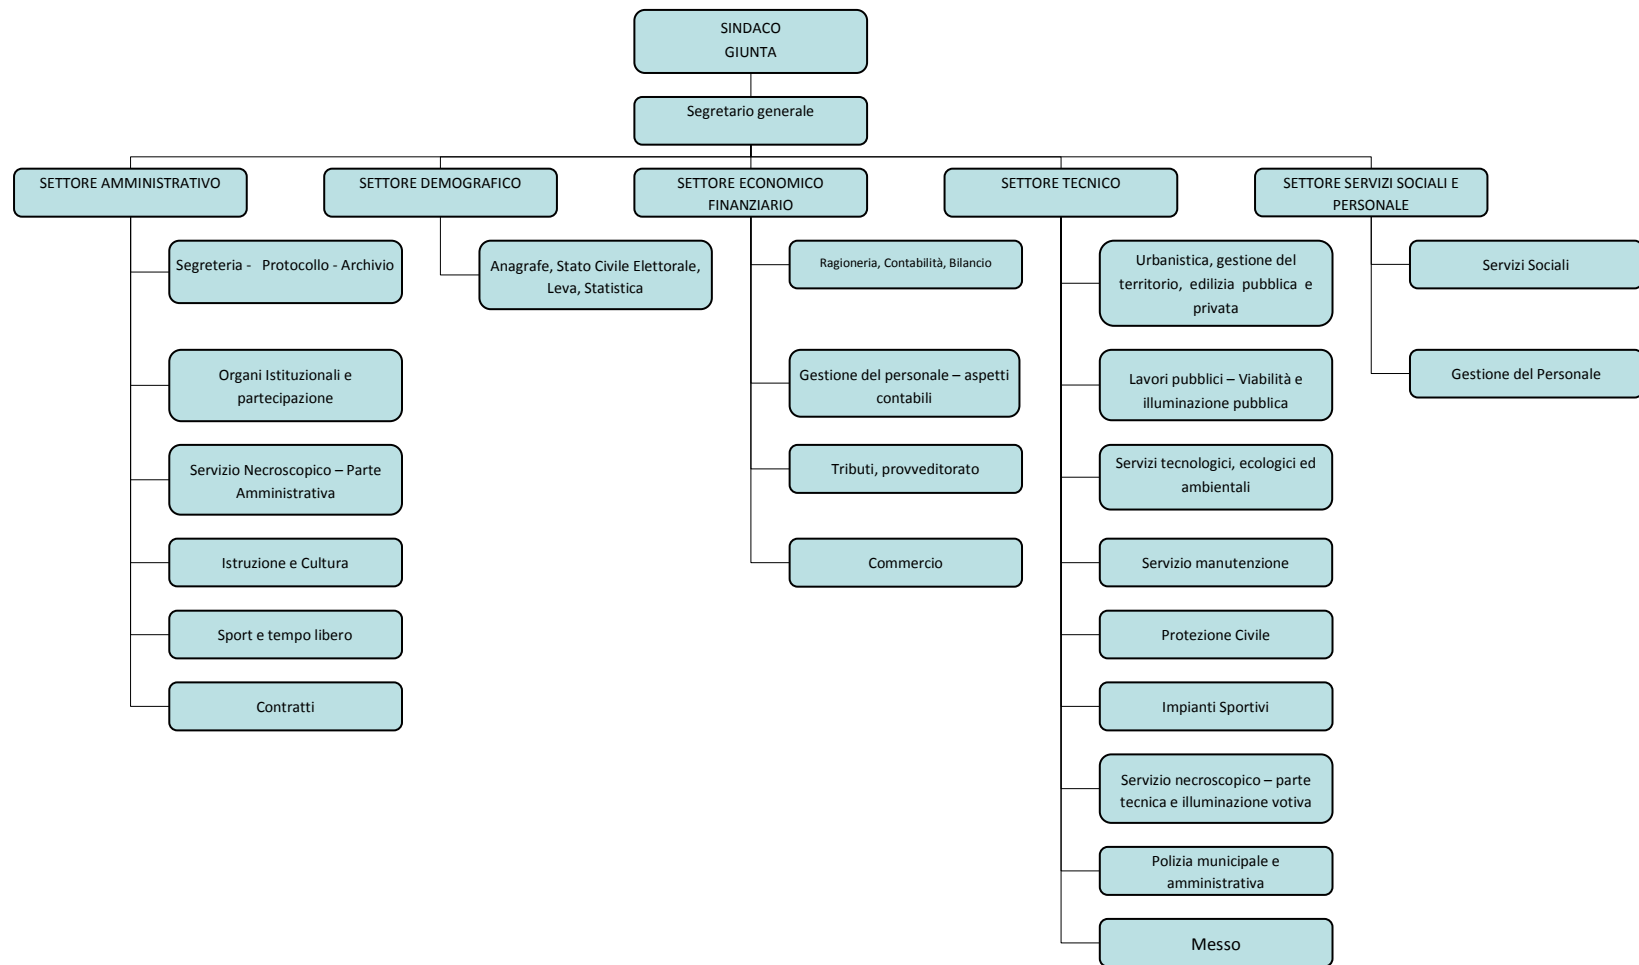 SINDACO
GIUNTA
Segretario generale
SETTORE AMMINISTRATIVO
Segreteria -   Protocollo - Archivio
Organi Istituzionali e
partecipazione
Servizio Necroscopico – Parte
Amministrativa
Istruzione e Cultura
Sport e tempo libero
Contratti
SETTORE DEMOGRAFICO
Anagrafe, Stato Civile Elettorale,
Leva, Statistica
SETTORE ECONOMICO
FINANZIARIO
Ragioneria, Contabilità, Bilancio
Gestione del personale – aspetti
contabili
Tributi, provveditorato
Commercio
SETTORE TECNICO
Urbanistica, gestione del
territorio, edilizia pubblica e
privata
Lavori pubblici – Viabilità e
illuminazione pubblica
Servizi tecnologici, ecologici ed
ambientali
Servizio manutenzione
Protezione Civile
Impianti Sportivi
Servizio necroscopico – parte
tecnica e illuminazione votiva
Polizia municipale e
amministrativa
Messo
SETTORE SERVIZI SOCIALI E
PERSONALE
Servizi Sociali
Gestione del Personale